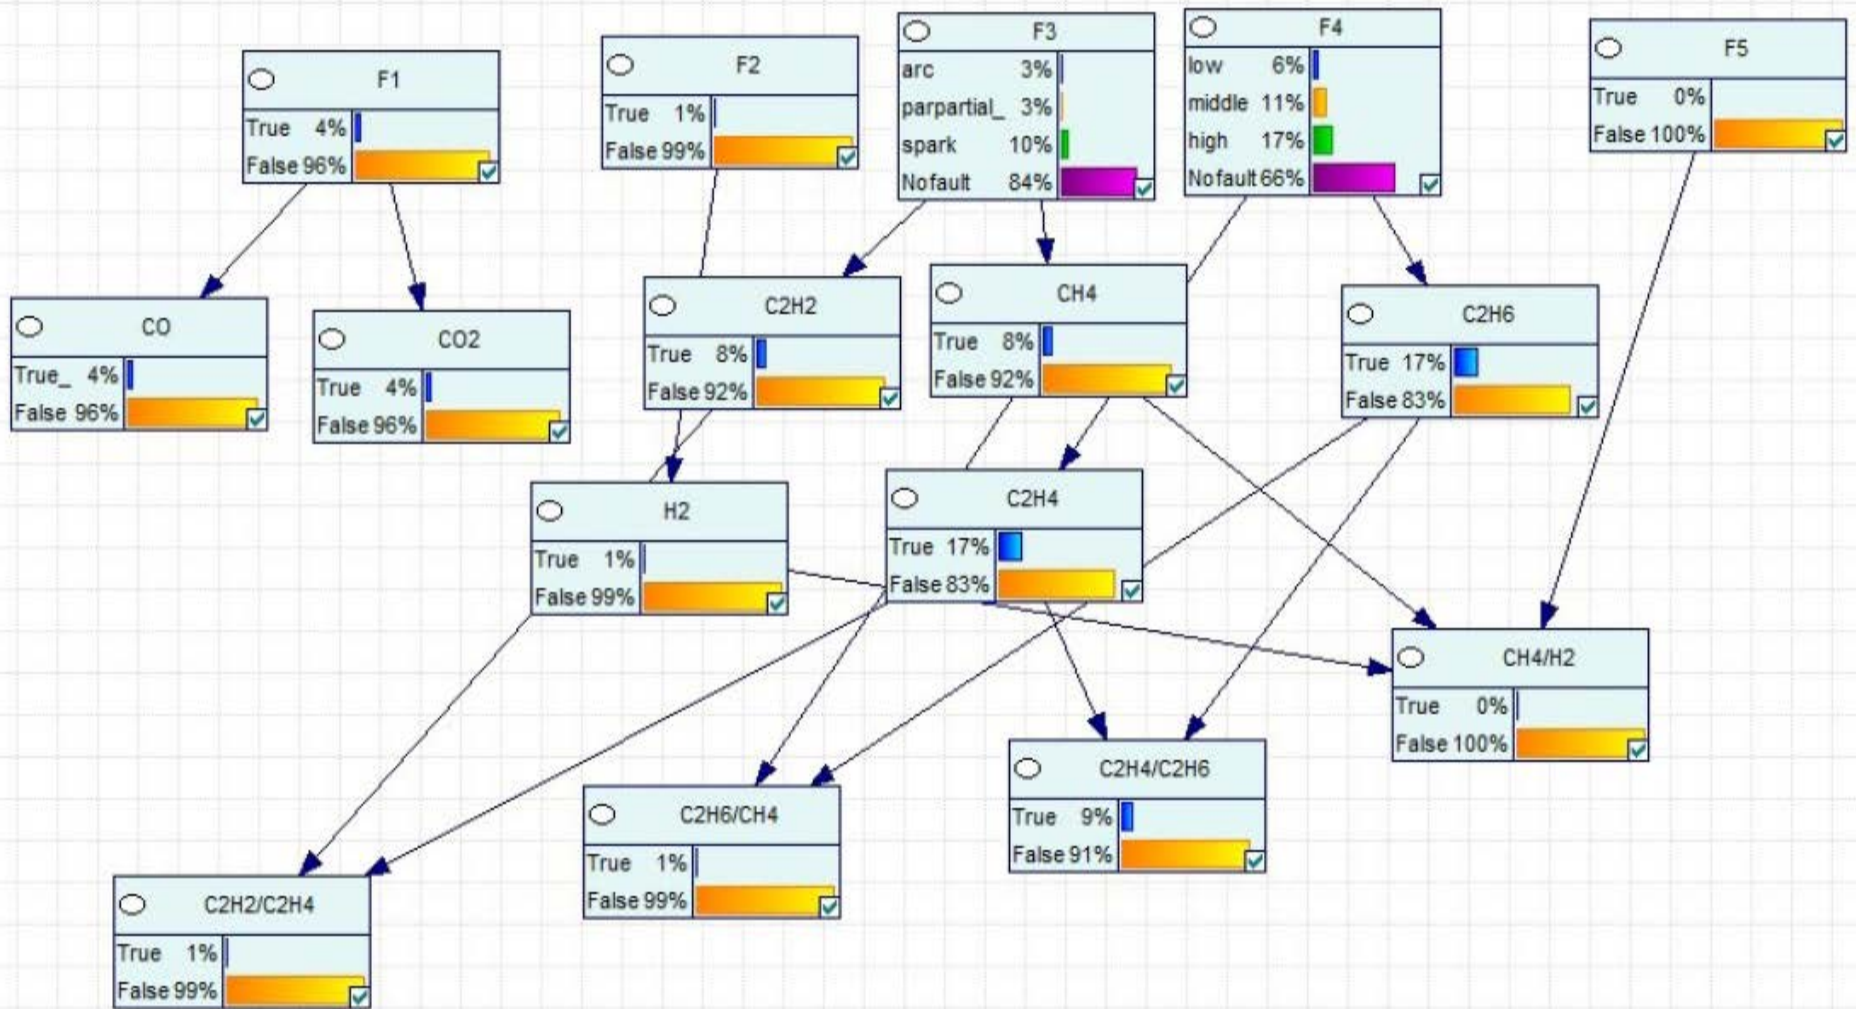 F1
True 4%
False 96%
F2
True 1%
False 99%
F3
arc 3%
parpartial_ 3%
spark 10%
Nofault 84%
F4
low 6%
middle 11%
high 17%
Nofault 66%
F5
True 0%
False 100%
CO
True_ 4%
False 96%
CO2
True 4%
False 96%
C2H2
True 8%
False 92%
CH4
True 8%
False 92%
C2H6
True 17%
False 83%
H2
True 1%
False 99%
C2H4
True 17%
False 83%
CH4/H2
True 0%
False 100%
C2H2/C2H4
True 1%
False 99%
C2H6/CH4
True 1%
False 99%
C2H4/C2H6
True 9%
False 91%